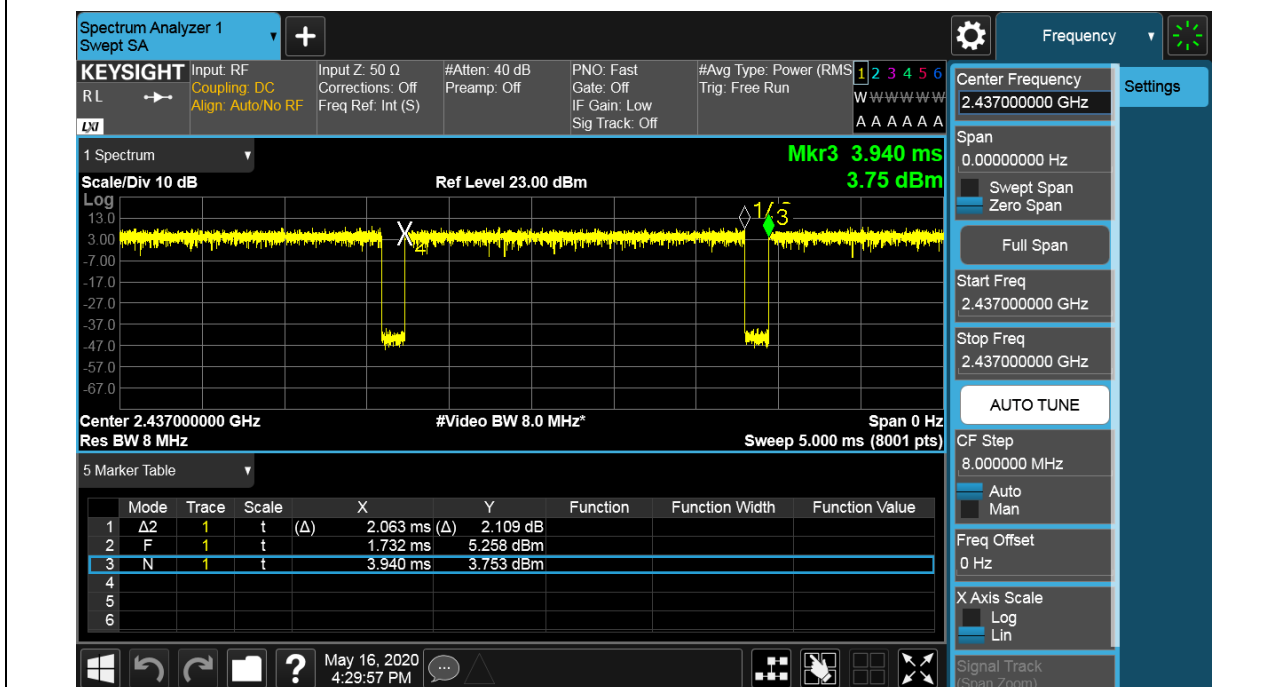 Spectrum Analyzer 1
Swept SA
Frequency
KEYSIGHT
RL
LXI
Input: RF
Coupling: DC
Align: Auto/No RF
Input Z: 50 Ω
Corrections: Off
Freq Ref: Int (S)
#Atten: 40 dB
Preamp: Off
PNO: Fast
Gate: Off
IF Gain: Low
Sig Track: Off
#Avg Type: Power (RMS
Trig: Free Run
1 2 3 4 5 6
W W W W W W
A A A A A A
1 Spectrum
Mkr3 3.940 ms
Scale/Div 10 dB
Ref Level 23.00 dBm
3.75 dBm
Log
13.0
3.00
-7.00
-17.0
-27.0
-37.0
-47.0
-57.0
-67.0
3
Center 2.437000000 GHz
#Video BW 8.0 MHz*
Span 0 Hz
Res BW 8 MHz
Sweep 5.000 ms (8001 pts)
5 Marker Table
Mode Trace Scale X Y Function Function Width Function Value
1 Δ2 1 t (Δ) 2.063 ms (Δ) 2.109 dB
2 F 1 t 1.732 ms 5.258 dBm
3 N 1 t 3.940 ms 3.753 dBm
4
5
6
May 16, 2020
4:29:57 PM
Center Frequency
2.437000000 GHz
Span
0.00000000 Hz
Swept Span
Zero Span
Full Span
Start Freq
2.437000000 GHz
Stop Freq
2.437000000 GHz
AUTO TUNE
CF Step
8.000000 MHz
Auto
Man
Freq Offset
0 Hz
X Axis Scale
Log
Lin
Signal Track
(Span Zoom)
Settings